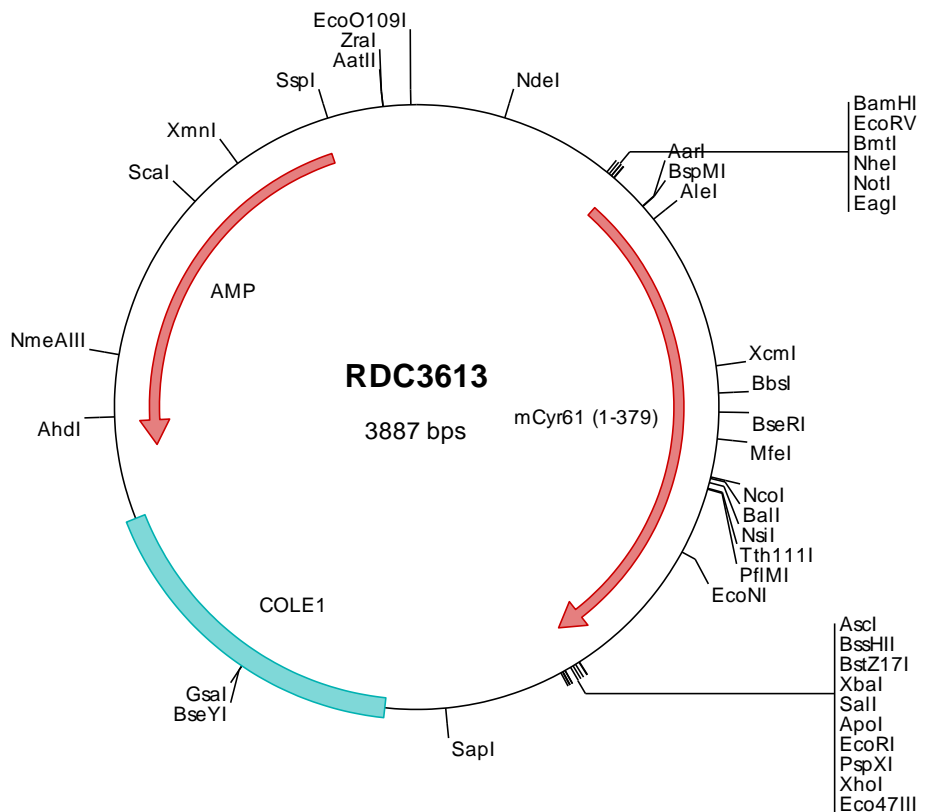 EcoO109I
ZraI
AatII
SspI
NdeI
XmnI
ScaI
BamHI
EcoRV
BmtI
NheI
NotI
EagI
AarI
BspMI
AleI
AMP
NmeAIII
AhdI
RDC3613
3887 bps
mCyr61 (1-379)
XcmI
BbsI
BseRI
MfeI
NcoI
BalI
NsiI
Tth111I
PflMI
EcoNI
COLE1
GsaI
BseYI
SapI
AscI
BssHII
BstZ17I
XbaI
SalI
ApoI
EcoRI
PspXI
XhoI
Eco47III